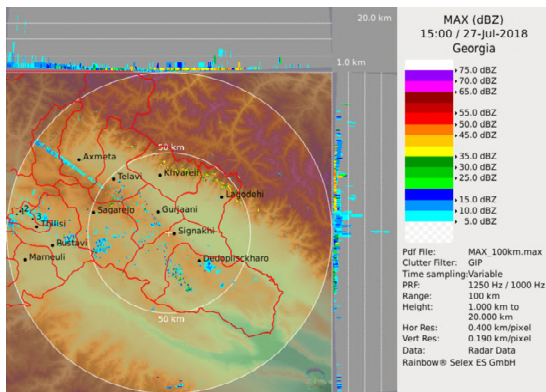 20.0 km
1.0 km
MAX (dBZ)
15:00 / 27-Jul-2018
Georgia
75.0 dBZ
70.0 dBZ
65.0 dBZ
55.0 dBZ
50.0 dBZ
45.0 dBZ
35.0 dBZ
30.0 dBZ
25.0 dBZ
15.0 dBZ
10.0 dBZ
5.0 dBZ
50 km
Axmeta
Telavi
Khvareli
Lagodehi
Sagarejo
Gurjaani
2
3
Tbilisi
Signakhi
Rustavi
Marneuli
Dedoplisckharo
50 km
Pdf File: MAX_100km.max
Clutter Filter: GIP
Time sampling:Variable
PRF: 1250 Hz / 1000 Hz
Range: 100 km
Height: 1.000 km to
20.000 km
Hor Res: 0.400 km/pixel
Vert Res: 0.190 km/pixel
Data: Radar Data
Rainbow® Selex ES GmbH